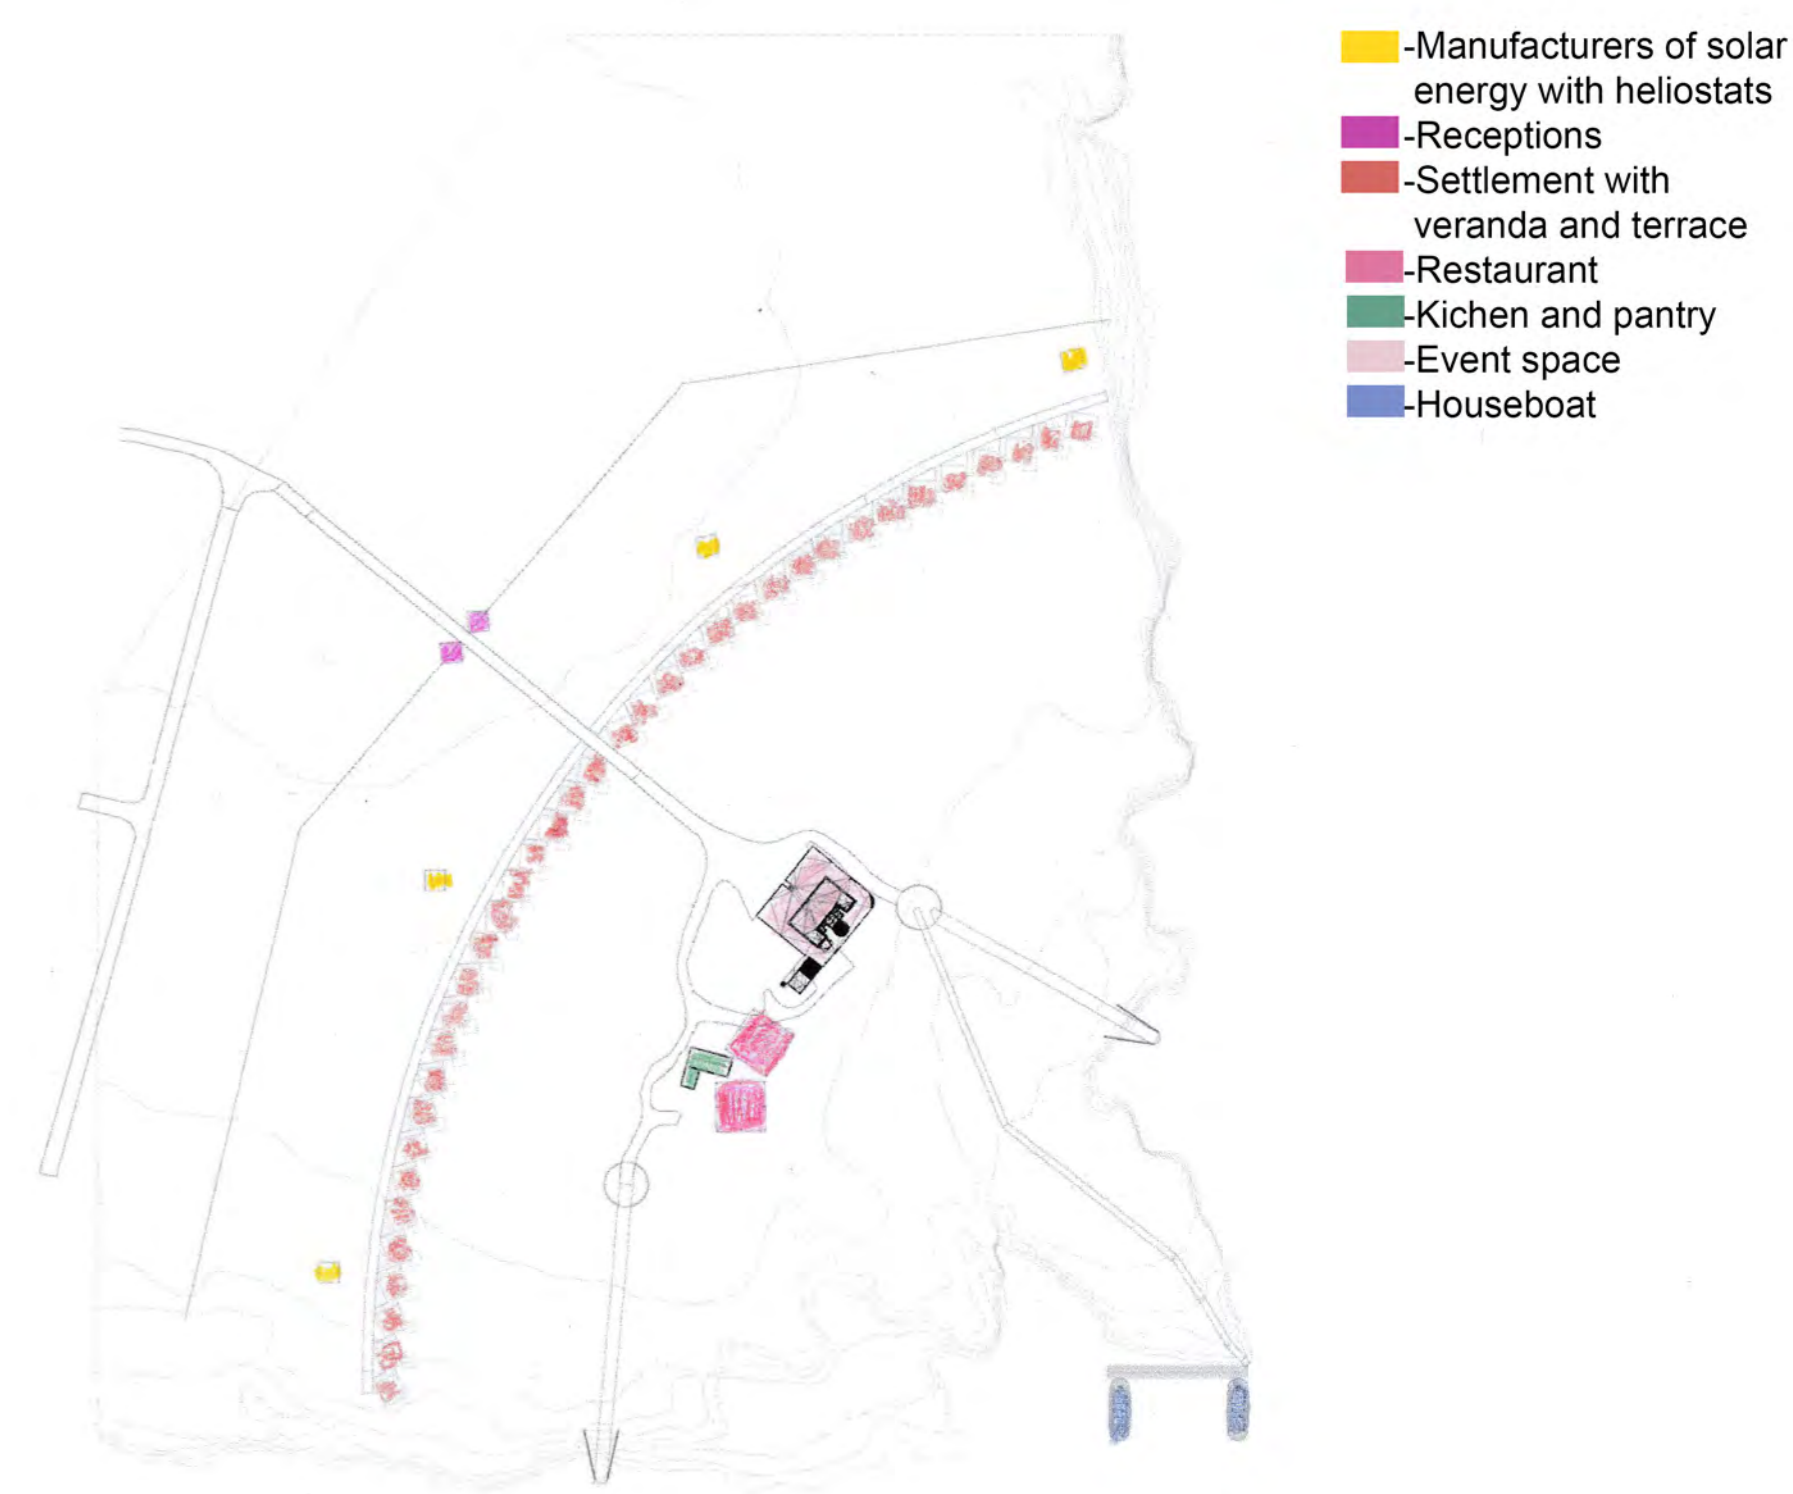 -Manufacturers of solar
energy with heliostats
-Receptions
-Settlement with
veranda and terrace
-Restaurant
-Kichen and pantry
-Event space
-Houseboat